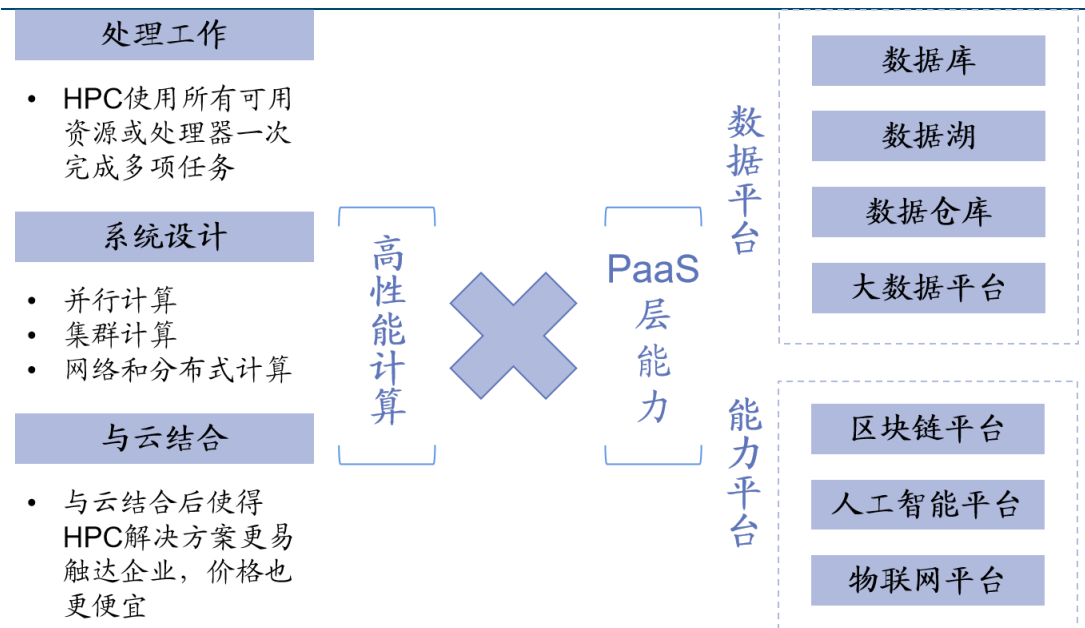 处理工作
• HPC使用所有可用
资源或处理器一次
完成多项任务
系统设计
• 并行计算
• 集群计算
• 网络和分布式计算
与云结合
• 与云结合后使得
HPC解决方案更易
触达企业，价格也
更便宜
高性能计算
PaaS
层能力
数据平台
数据库
数据湖
数据仓库
大数据平台
能力平台
区块链平台
人工智能平台
物联网平台